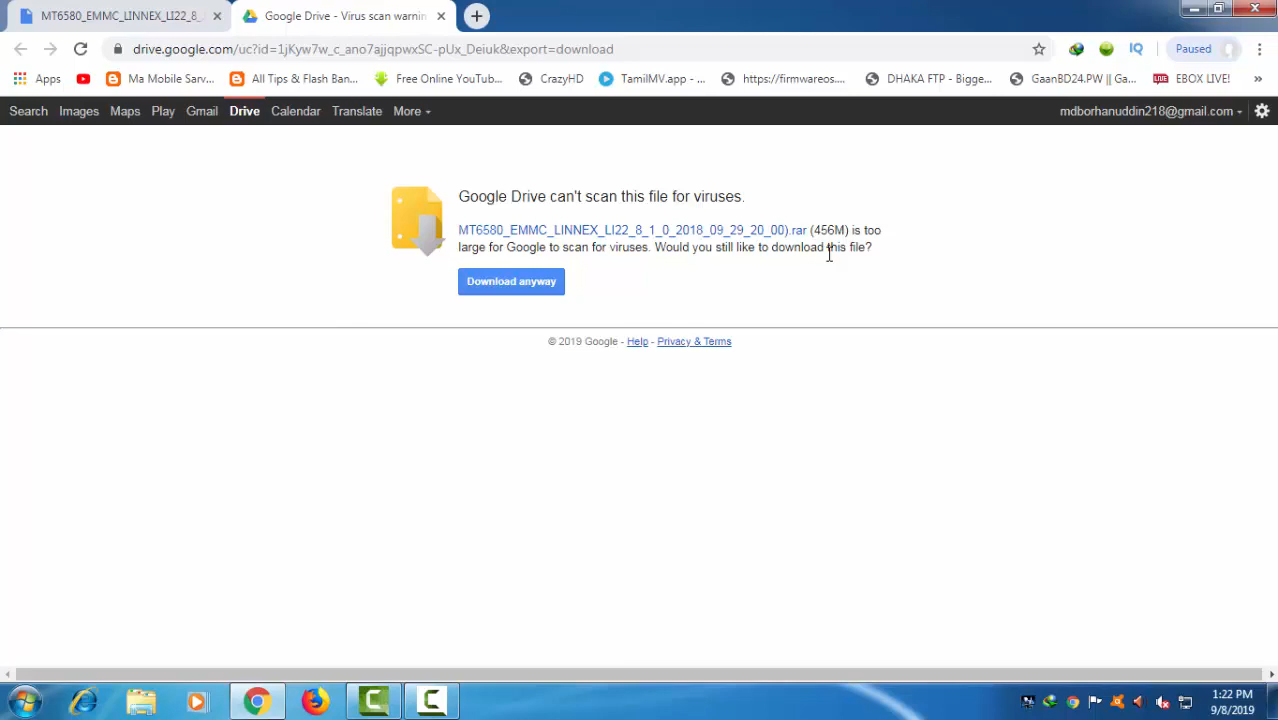 MT6580_EMMC_LINNEX_LI22_8_
Google Drive - Virus scan warnin
drive.google.com/uc?id=1jKyw7w_c_ano7ajjqpwxSC-pUx_Deiuk&export=download
Paused
Apps
Ma Mobile Sarv...
All Tips & Flash Ban...
Free Online YouTub...
CrazyHD
TamilMV.app - ...
https://firmwareos....
DHAKA FTP - Bigge...
GaanBD24.PW || Ga...
LIVE
EBOX LIVE!
Search Images Maps Play Gmail Drive Calendar Translate More
mdborhanuddin218@gmail.com
Google Drive can't scan this file for viruses.
MT6580_EMMC_LINNEX_LI22_8_1_0_2018_09_29_20_00).rar (456M) is too
large for Google to scan for viruses. Would you still like to download this file?
Download anyway
© 2019 Google - Help - Privacy & Terms
1:22 PM
9/8/2019